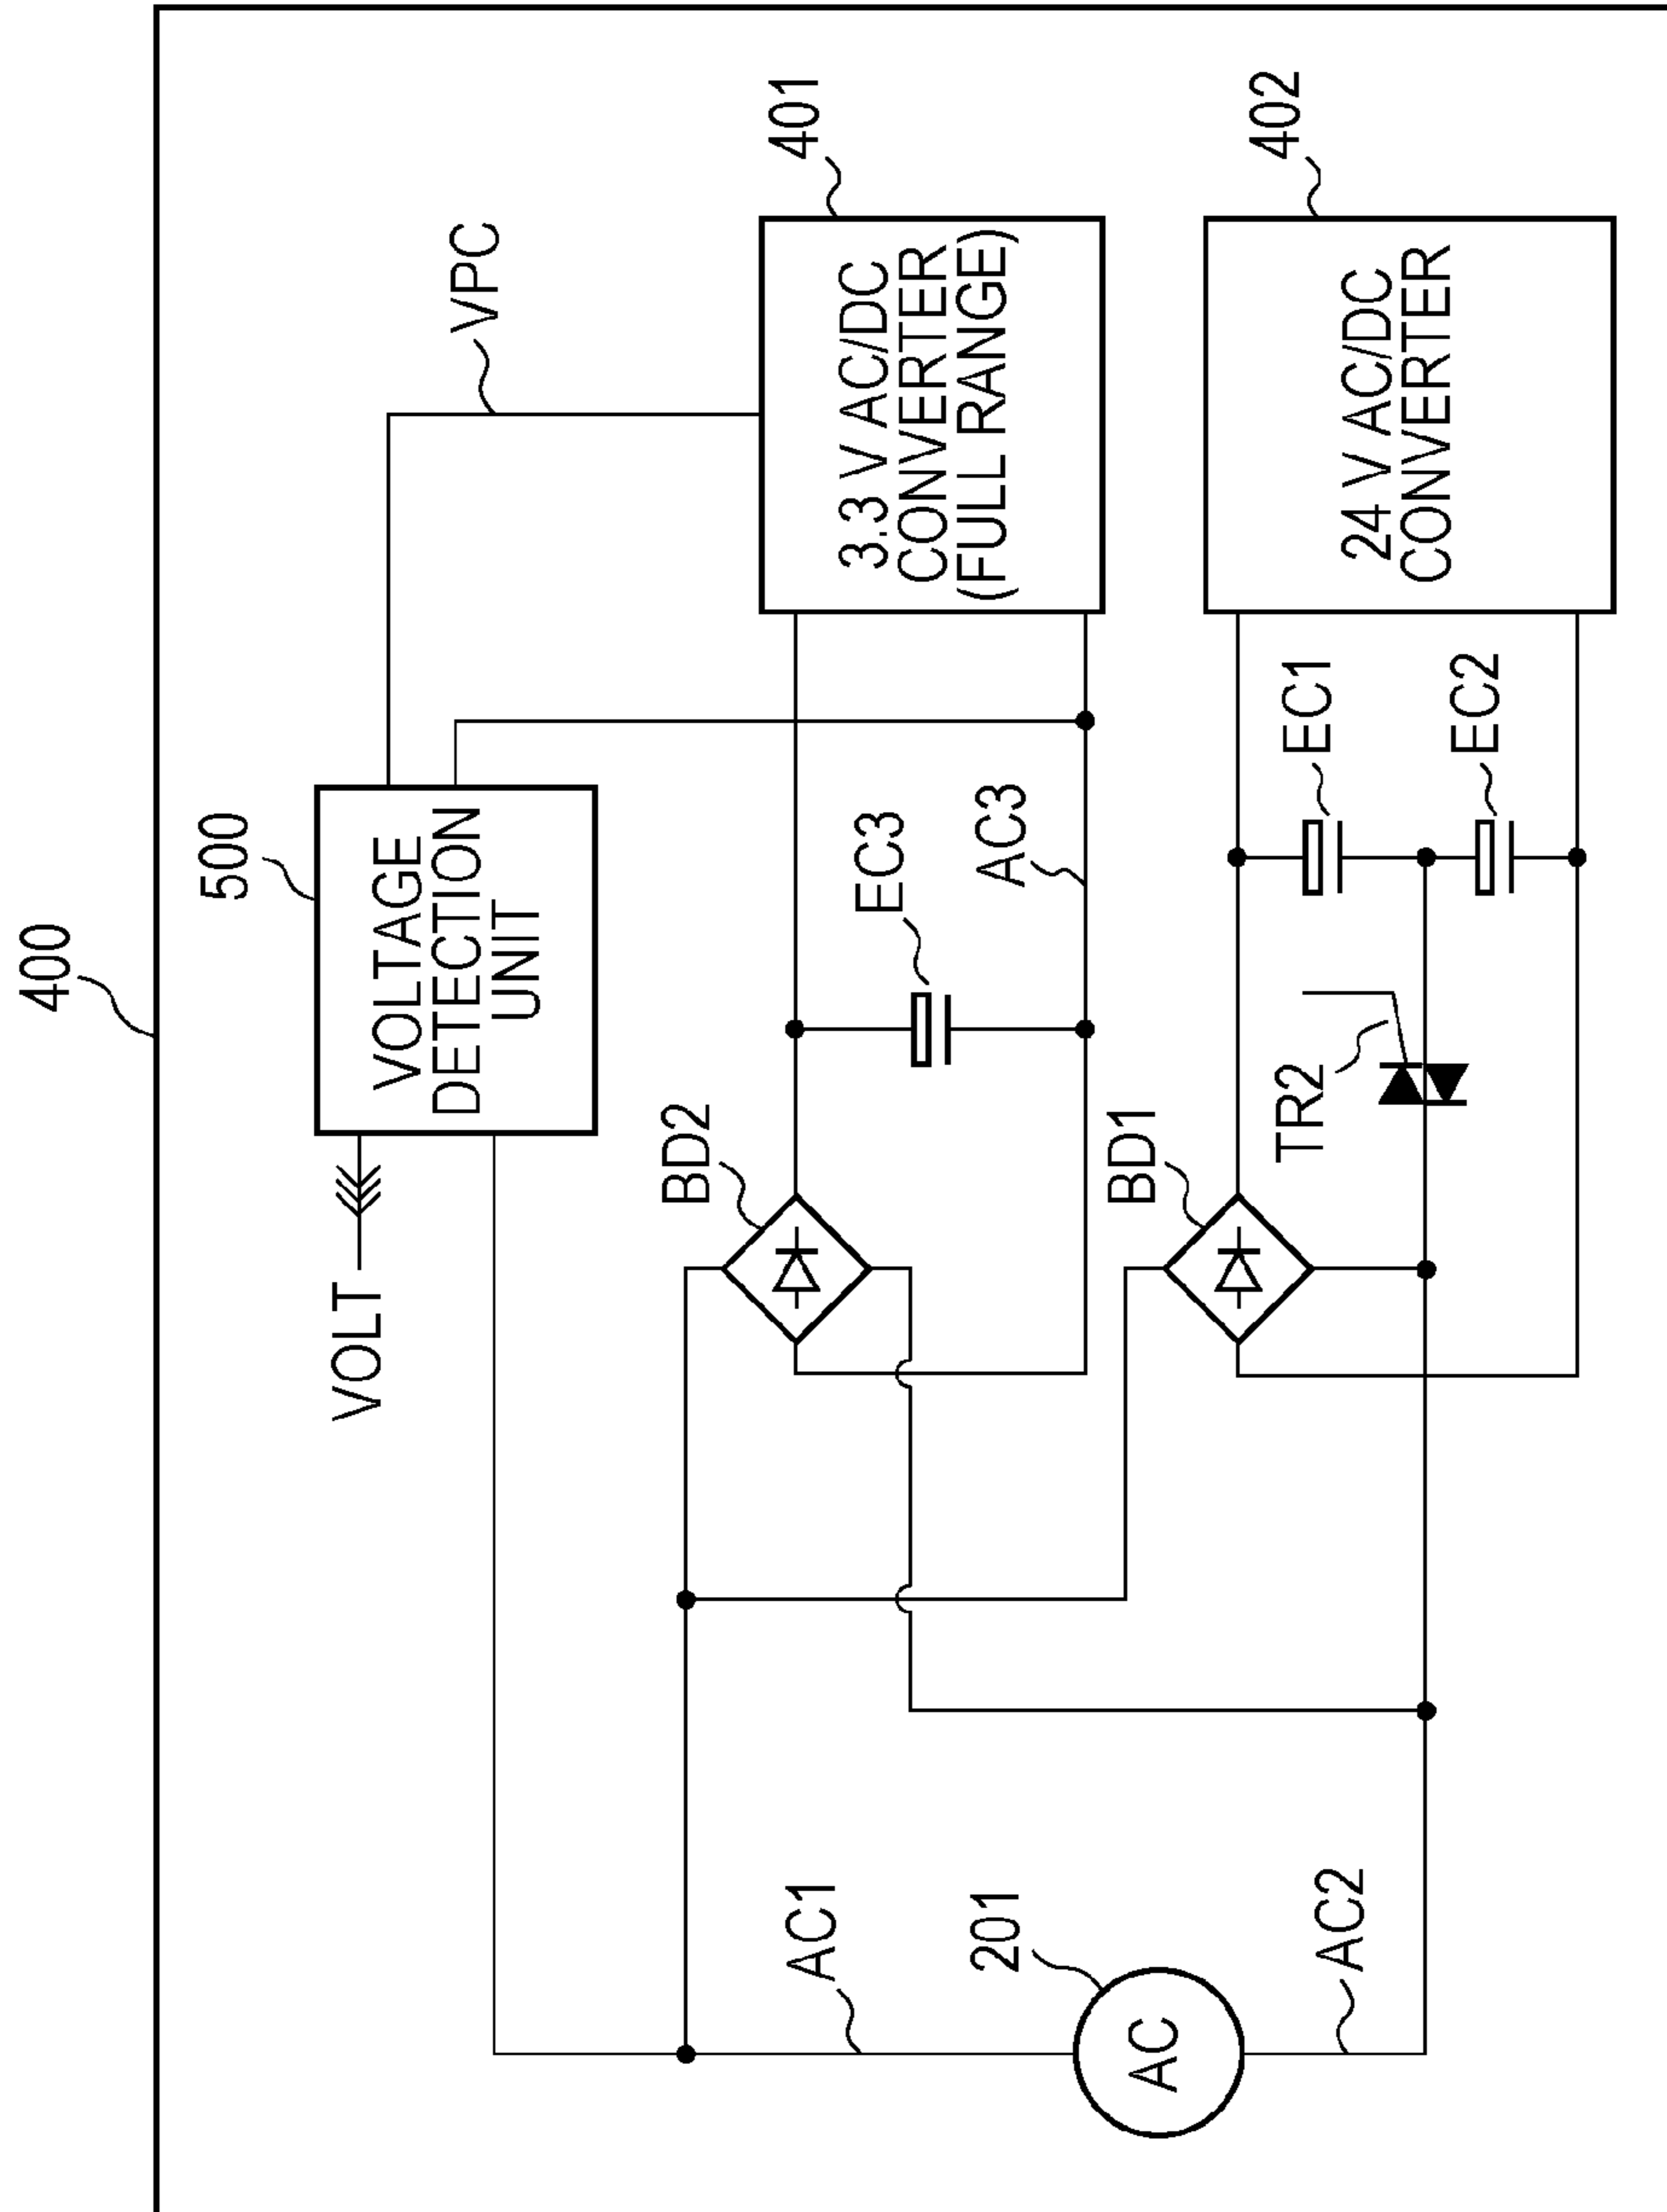 400
500
VOLT
VOLTAGE
DETECTION
UNIT
VPC
401
3.3 V AC/DC
CONVERTER
(FULL RANGE)
BD2
EC3
AC3
AC1
201
AC
AC2
BD1
TR2
EC1
EC2
402
24 V AC/DC
CONVERTER